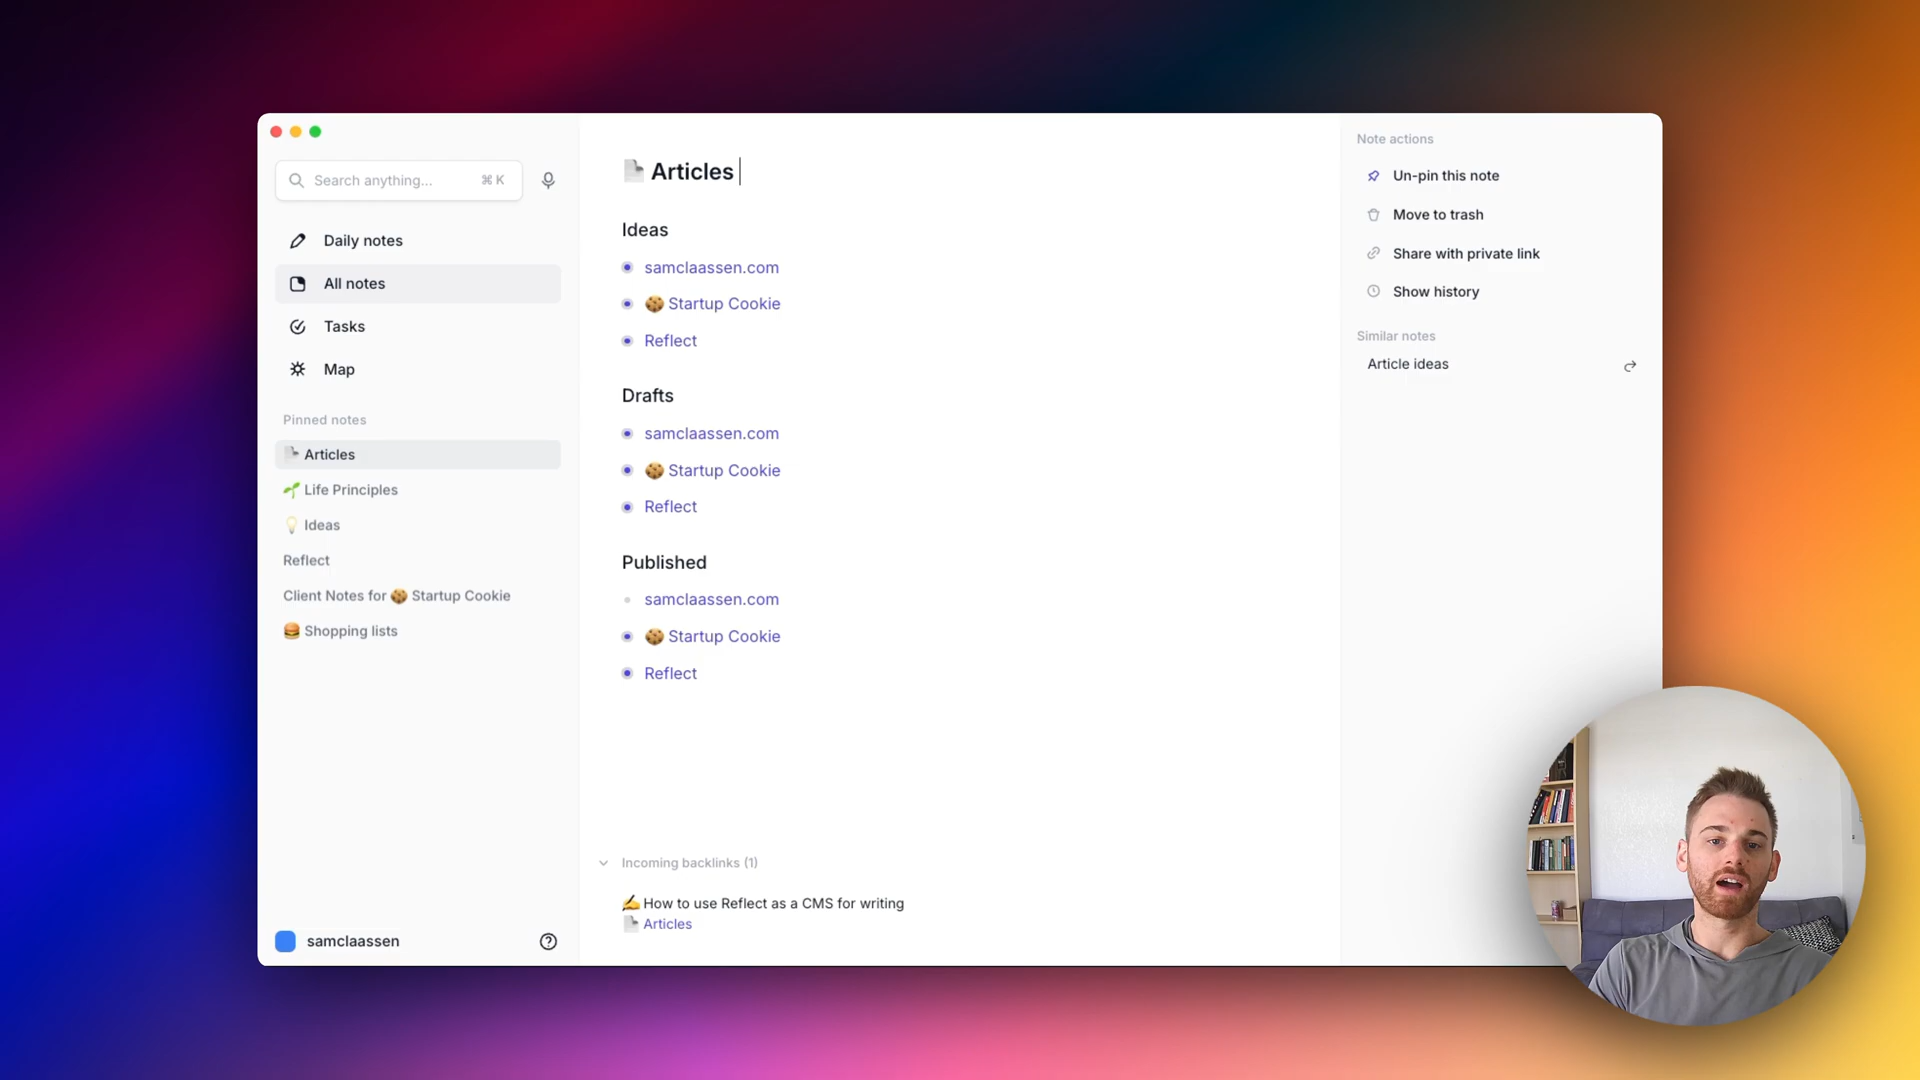 Search anything... ⌘ K
Daily notes
All notes
Tasks
Map
Pinned notes
Articles
Life Principles
Ideas
Reflect
Client Notes for 🍪 Startup Cookie
Shopping lists
samclaassen
Articles
Ideas
samclaassen.com
🍪 Startup Cookie
Reflect
Drafts
samclaassen.com
🍪 Startup Cookie
Reflect
Published
samclaassen.com
🍪 Startup Cookie
Reflect
Incoming backlinks (1)
✍️ How to use Reflect as a CMS for writing
Articles
Note actions
Un-pin this note
Move to trash
Share with private link
Show history
Similar notes
Article ideas